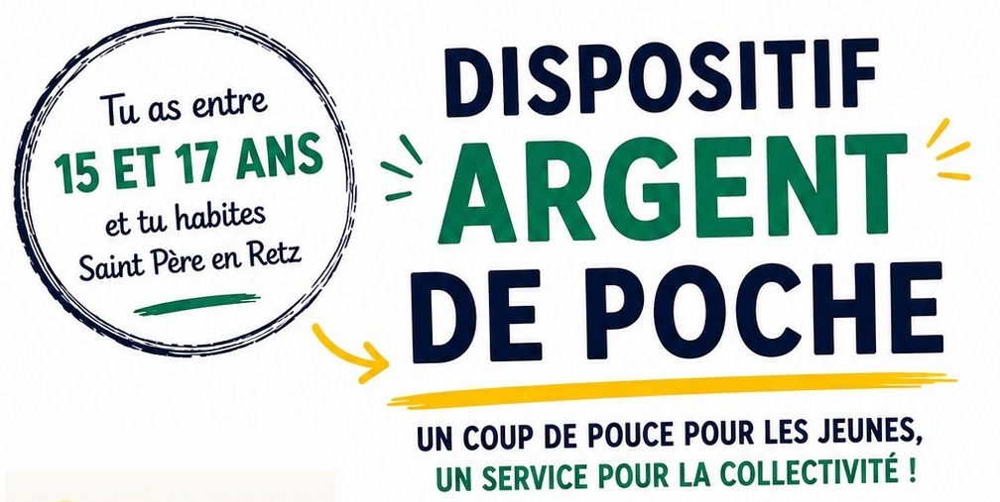 Tu as entre
15 ET 17 ANS
et tu habites
Saint Père en Retz
DISPOSITIF
ARGENT
DE POCHE
UN COUP DE POUCE POUR LES JEUNES,
UN SERVICE POUR LA COLLECTIVITÉ !